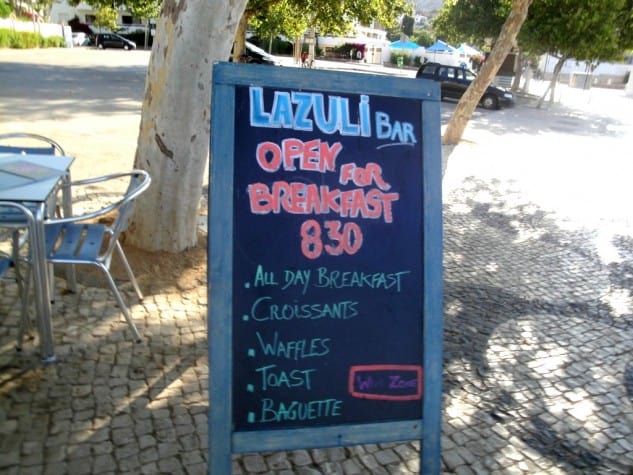 LAZULI BAR
OPEN FOR
BREAKFAST
830
. ALL DAY BREAKFAST
. CROISSANTS
. WAFFLES
. TOAST
WIFI ZONE
. BAGUETTE